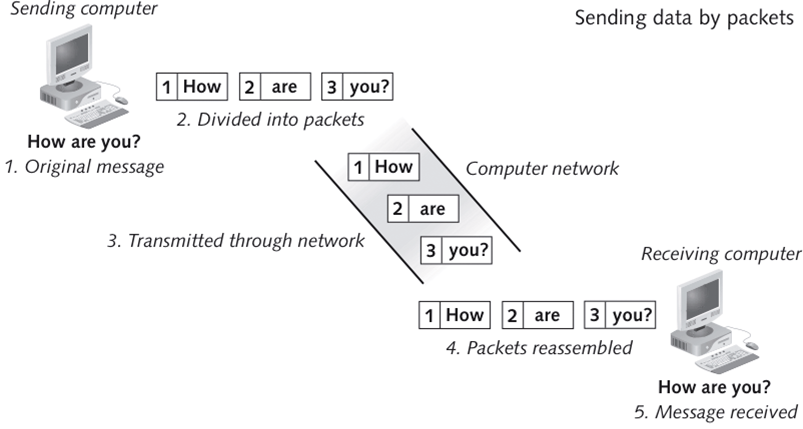 Sending computer
Sending data by packets
1 How 2 are 3 you?
2. Divided into packets
How are you?
1. Original message
1 How
Computer network
2 are
3. Transmitted through network
3 you?
Receiving computer
1 How 2 are 3 you?
4. Packets reassembled
How are you?
5. Message received